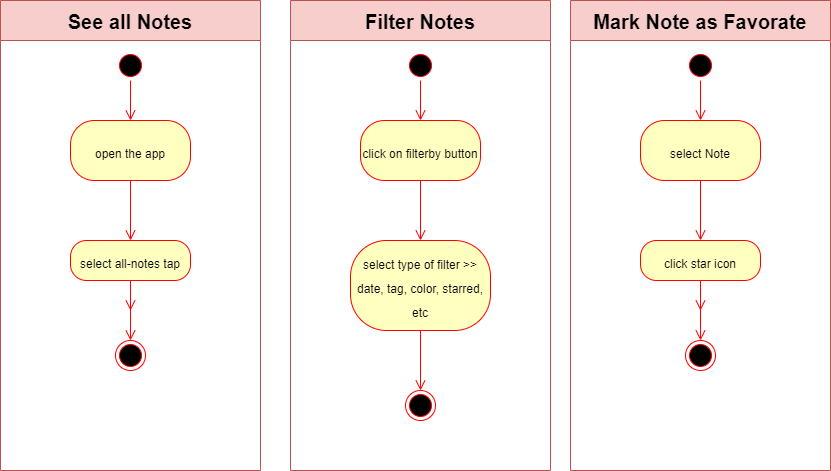 See all Notes
open the app
select all-notes tap
Filter Notes
click on filterby button
select type of filter >>
date, tag, color, starred,
etc
Mark Note as Favorate
select Note
click star icon